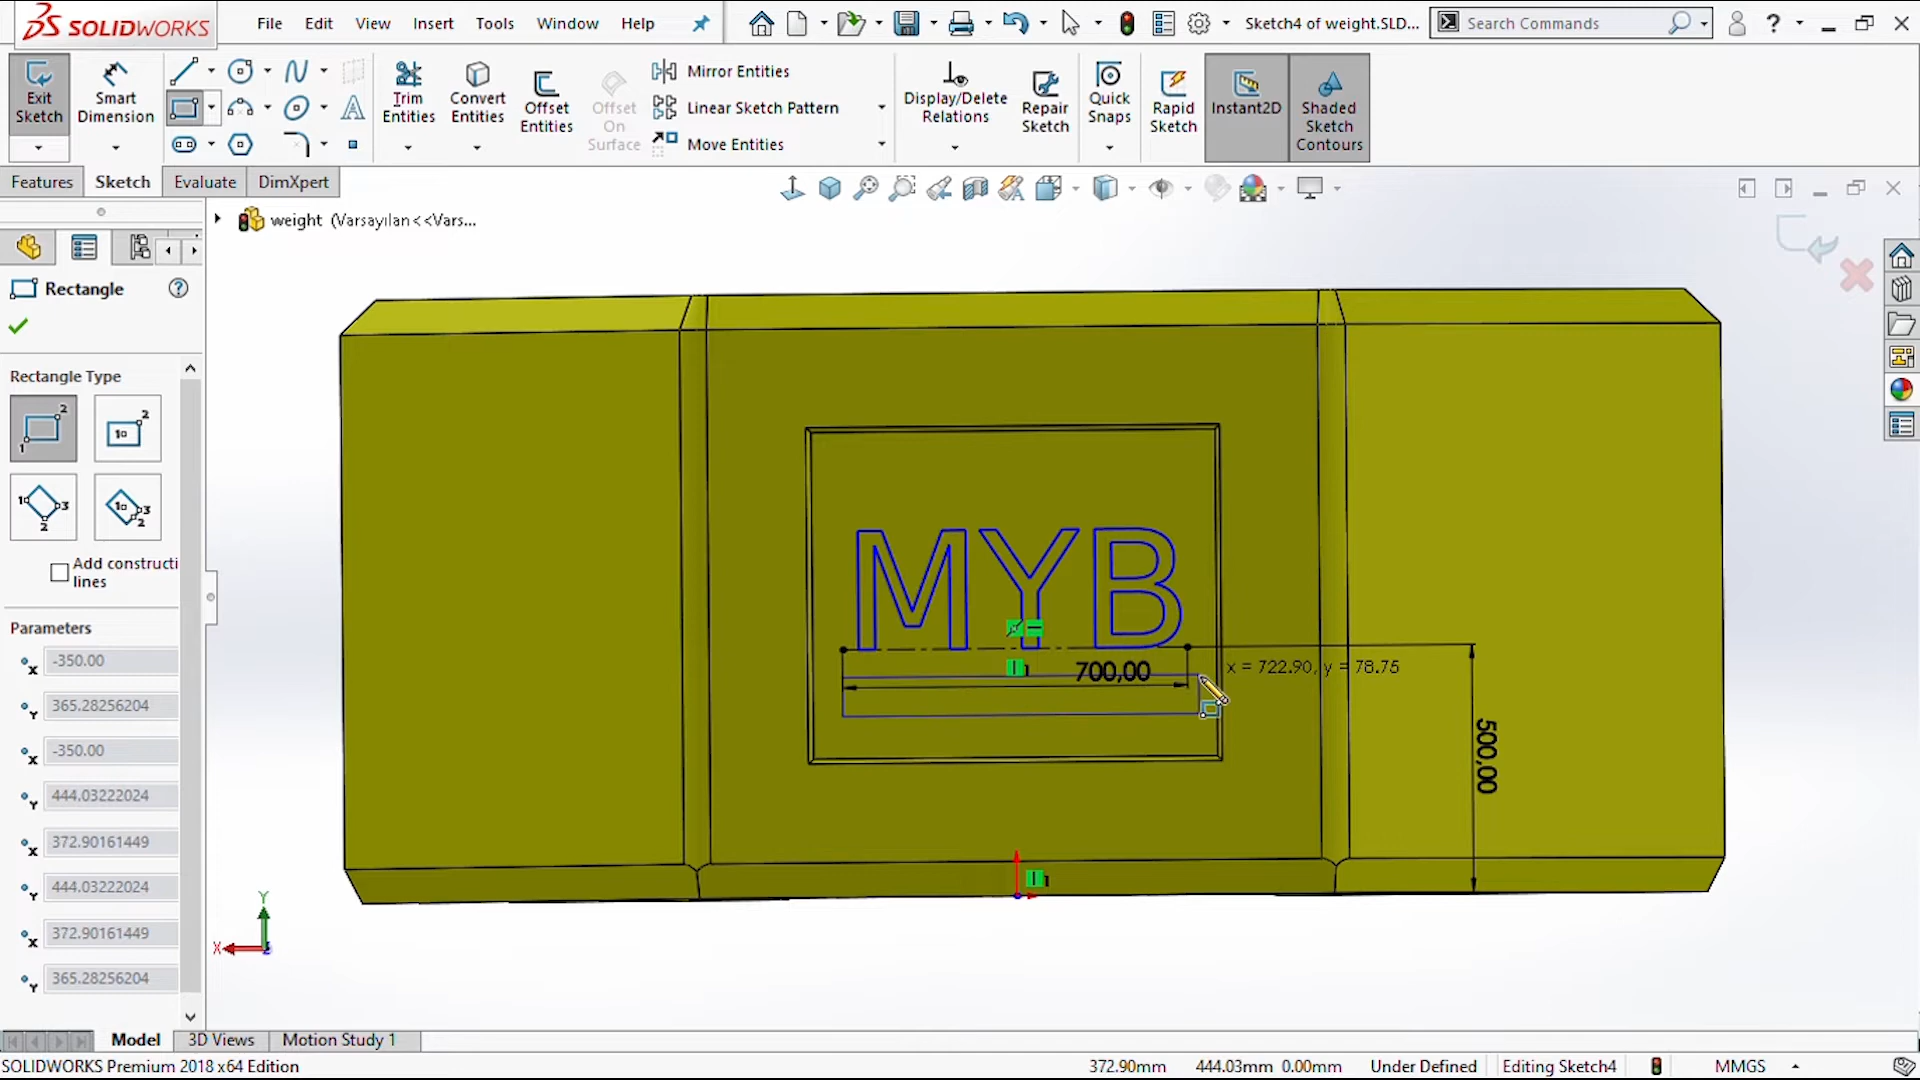 SOLIDWORKS
File Edit View Insert Tools Window Help
Sketch4 of weight.SLD...
Search Commands
Exit Sketch
Smart Dimension
Trim Entities
Convert Entities
Offset Entities
Offset On Surface
Mirror Entities
Linear Sketch Pattern
Move Entities
Display/Delete Relations
Repair Sketch
Quick Snaps
Rapid Sketch
Instant2D
Shaded Sketch Contours
Features Sketch Evaluate DimXpert
weight (Varsayılan<<Vars...
Rectangle
Rectangle Type
Add constructi
lines
Parameters
-350.00
365.28256204
-350.00
444.03222024
372.90161449
444.03222024
372.90161449
365.28256204
MYB
700,00
x = 722.90, y = 78.75
500,00
Y
X
Z
Model 3D Views Motion Study 1
SOLIDWORKS Premium 2018 x64 Edition
372.90mm 444.03mm 0.00mm Under Defined Editing Sketch4 MMGS